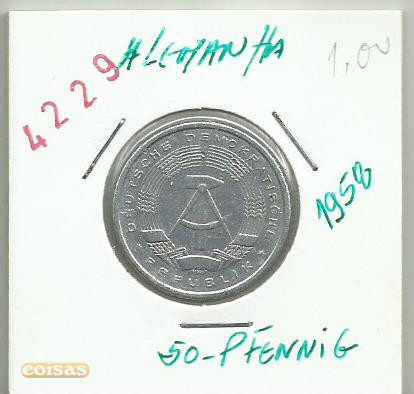 ALEMANHA
1,00
4229
DEUTSCHE DEMOKRATISCHE
* REPUBLIK *
1958
50-PFENNIG
coisas